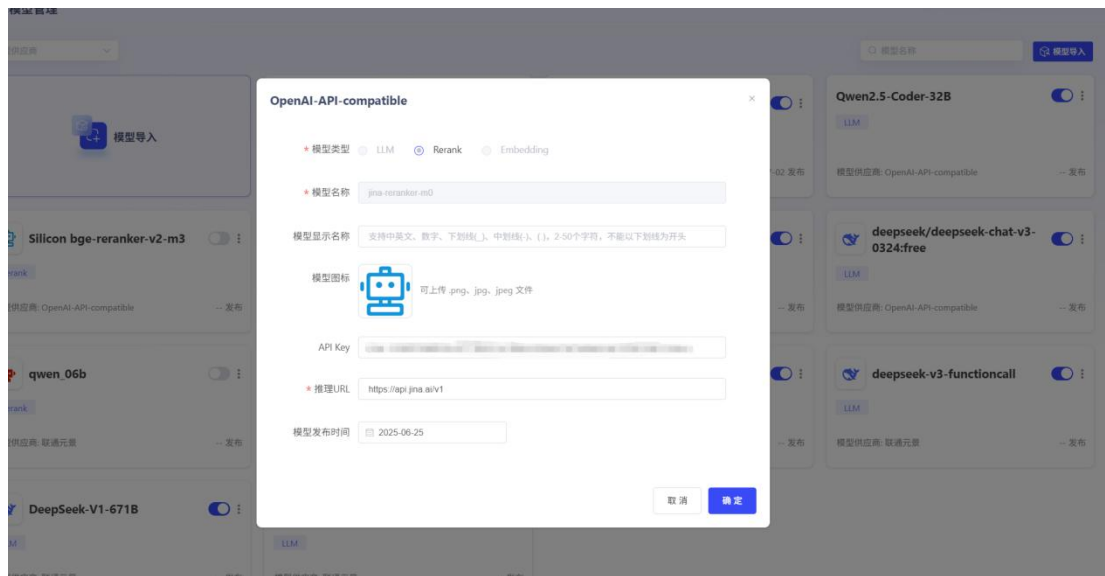 模型管理
供应商
模型名称
模型导入
模型导入
OpenAI-API-compatible
* 模型类型 LLM Rerank Embedding
* 模型名称 jina-reranker-m0
模型显示名称 支持中英文、数字、下划线(_)、中划线(-)、(.)，2-50个字符，不能以下划线为开头
模型图标 可上传 .png、jpg、jpeg 文件
API Key
* 推理URL https://api.jina.ai/v1
模型发布时间 2025-06-25
取消 确定
Qwen2.5-Coder-32B
LLM
-02 发布
模型供应商: OpenAI-API-compatible -- 发布
Silicon bge-reranker-v2-m3
Rerank
供应商: OpenAI-API-compatible -- 发布
-- 发布
deepseek/deepseek-chat-v3-
0324:free
LLM
模型供应商: OpenAI-API-compatible -- 发布
qwen_06b
Rerank
供应商: 联通元景 -- 发布
-- 发布
deepseek-v3-functioncall
LLM
模型供应商: 联通元景 -- 发布
DeepSeek-V1-671B
LLM